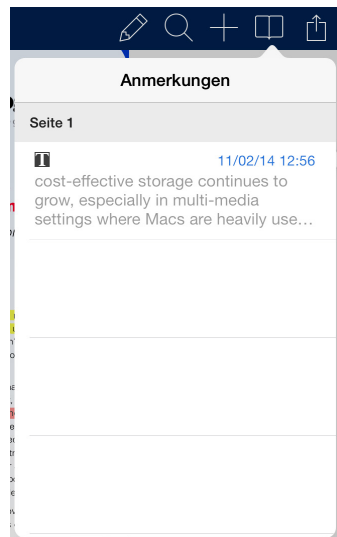 Anmerkungen
Seite 1
T 11/02/14 12:56
cost-effective storage continues to
grow, especially in multi-media
settings where Macs are heavily use…